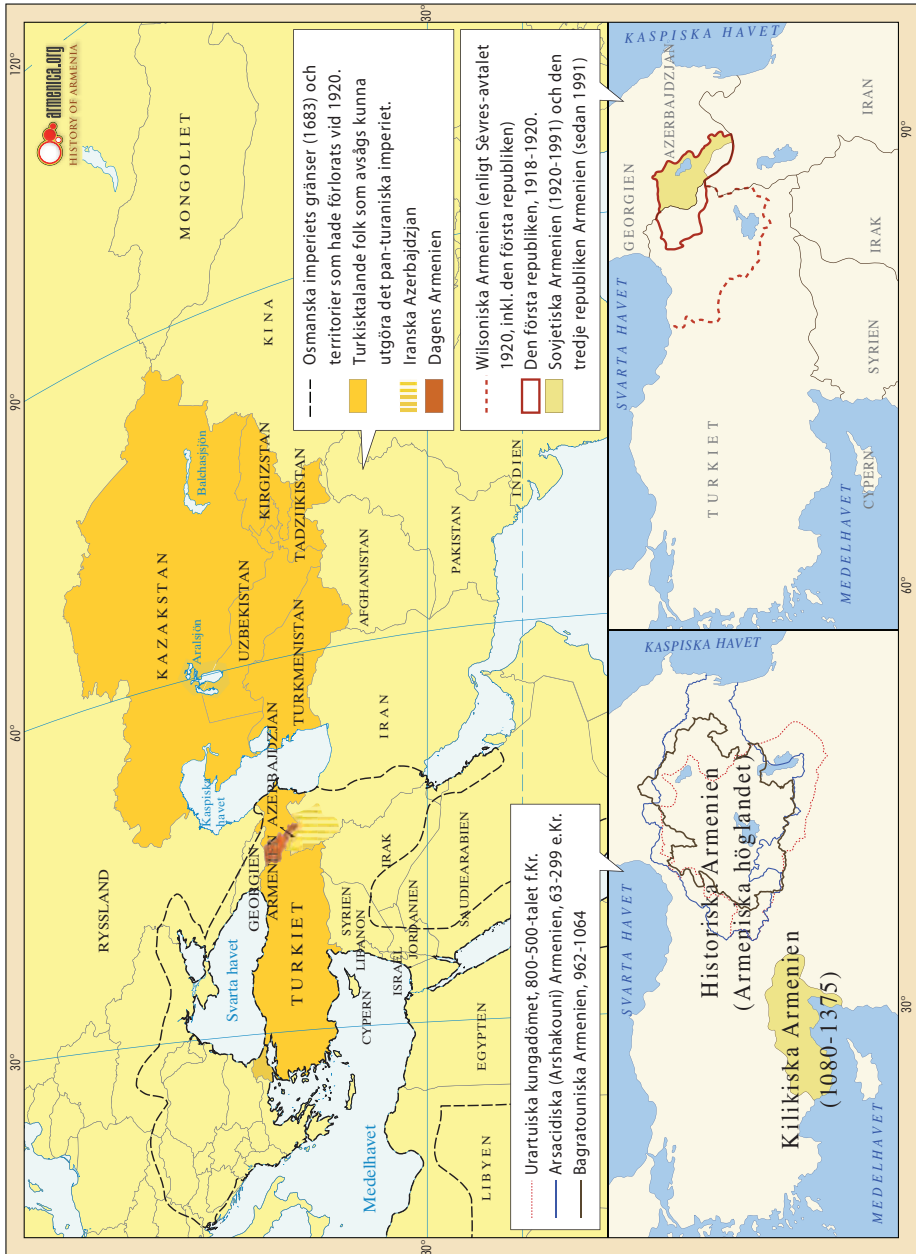 120°
90°
60°
30°
armenica.org
HISTORY OF ARMENIA
MONGOLIET
KINA
RYSSLAND
KAZAKSTAN
Balchasjsjön
Aralsjön
KIRGIZSTAN
UZBEKISTAN
TADZJIKISTAN
TURKMENISTAN
Kaspiska
havet
AFGHANISTAN
PAKISTAN
INDIEN
IRAN
GEORGIEN
ARMENIEN
AZERBAJDZJAN
Svarta havet
TURKIET
SYRIEN
LIBANON
IRAK
CYPERN
ISRAEL
JORDANIEN
SAUDIEARABIEN
EGYPTEN
LIBYEN
Medelhavet
30°
30°
Osmanska imperiets gränser (1683) och
territorier som hade förlorats vid 1920.
Turkisktalande folk som avsågs kunna
utgöra det pan-turaniska imperiet.
Iranska Azerbajdzjan
Dagens Armenien
Urartuiska kungadömet, 800-500-talet f.Kr.
Arsacidiska (Arshakouni) Armenien, 63-299 e.Kr.
Bagratouniska Armenien, 962-1064
SVARTA HAVET
KASPISKA HAVET
Historiska Armenien
(Armeniska höglandet)
Kilikiska Armenien
(1080-1375)
MEDELHAVET
30°
Wilsoniska Armenien (enligt Sèvres-avtalet
1920, inkl. den första republiken)
Den första republiken, 1918-1920.
Sovjetiska Armenien (1920-1991) och den
tredje republiken Armenien (sedan 1991)
SVARTA HAVET
KASPISKA HAVET
GEORGIEN
AZERBAJDZJAN
TURKIET
IRAN
IRAK
SYRIEN
CYPERN
MEDELHAVET
60°
90°